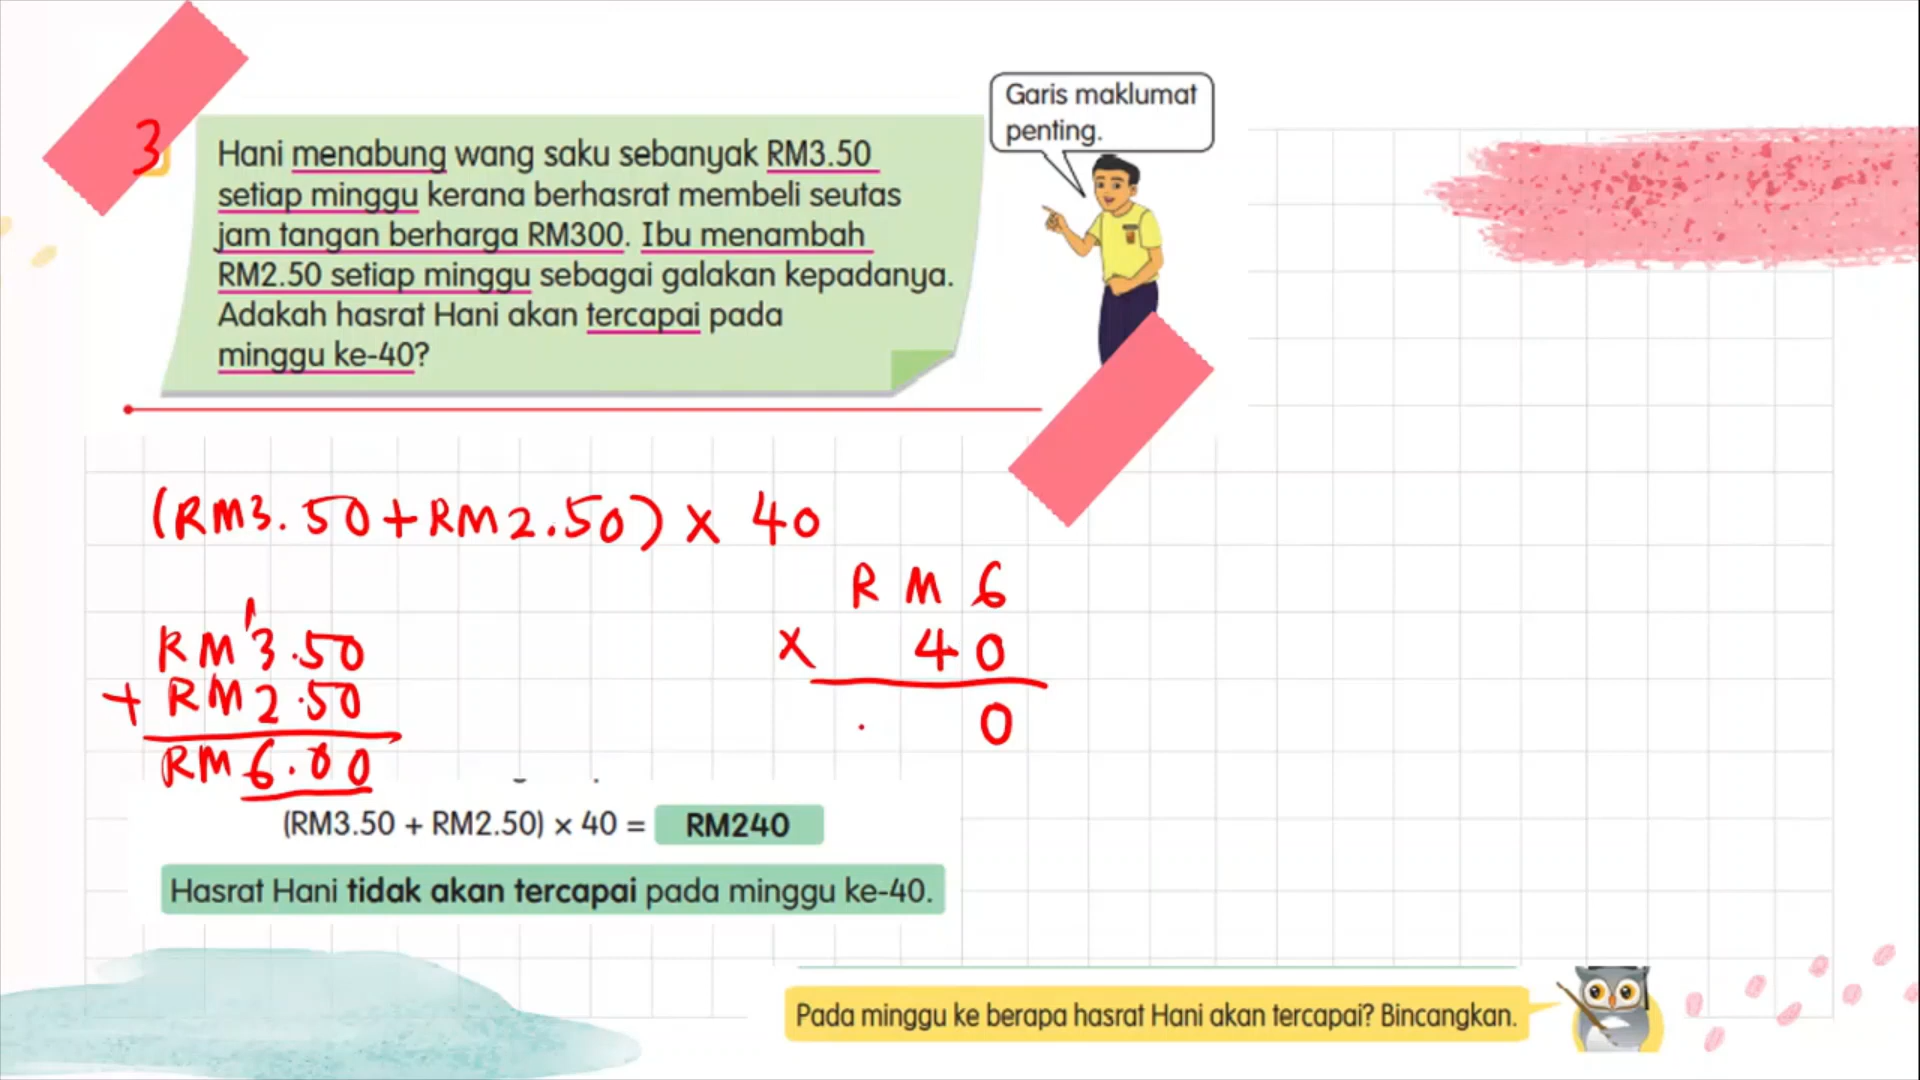 Garis maklumat
penting.
3
Hani menabung wang saku sebanyak RM3.50
setiap minggu kerana berhasrat membeli seutas
jam tangan berharga RM300. Ibu menambah
RM2.50 setiap minggu sebagai galakan kepadanya.
Adakah hasrat Hani akan tercapai pada
minggu ke-40?
(RM3.50+RM2.50) x 40
1
RM3.50
+ RM2.50
RM6.00
RM6
x 40
0
(RM3.50 + RM2.50) × 40 = RM240
Hasrat Hani tidak akan tercapai pada minggu ke-40.
Pada minggu ke berapa hasrat Hani akan tercapai? Bincangkan.